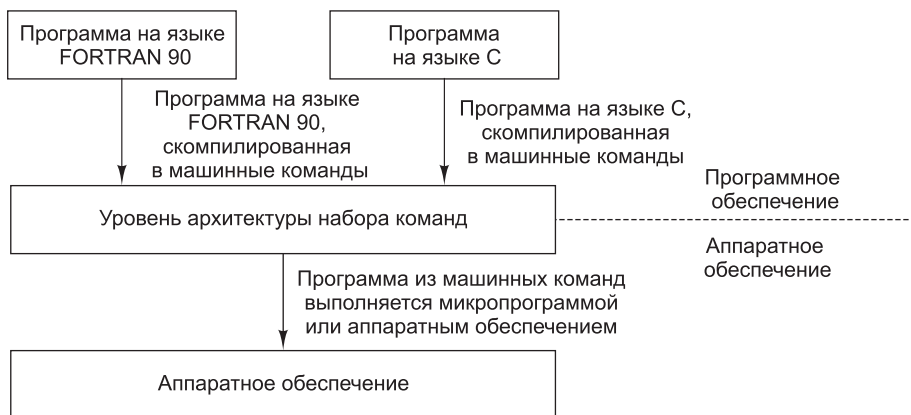 Программа на языке
FORTRAN 90
Программа
на языке C
Программа на языке
FORTRAN 90,
скомпилированная
в машинные команды
Программа на языке C,
скомпилированная
в машинные команды
Программное
обеспечение
Уровень архитектуры набора команд
Аппаратное
обеспечение
Программа из машинных команд
выполняется микропрограммой
или аппаратным обеспечением
Аппаратное обеспечение